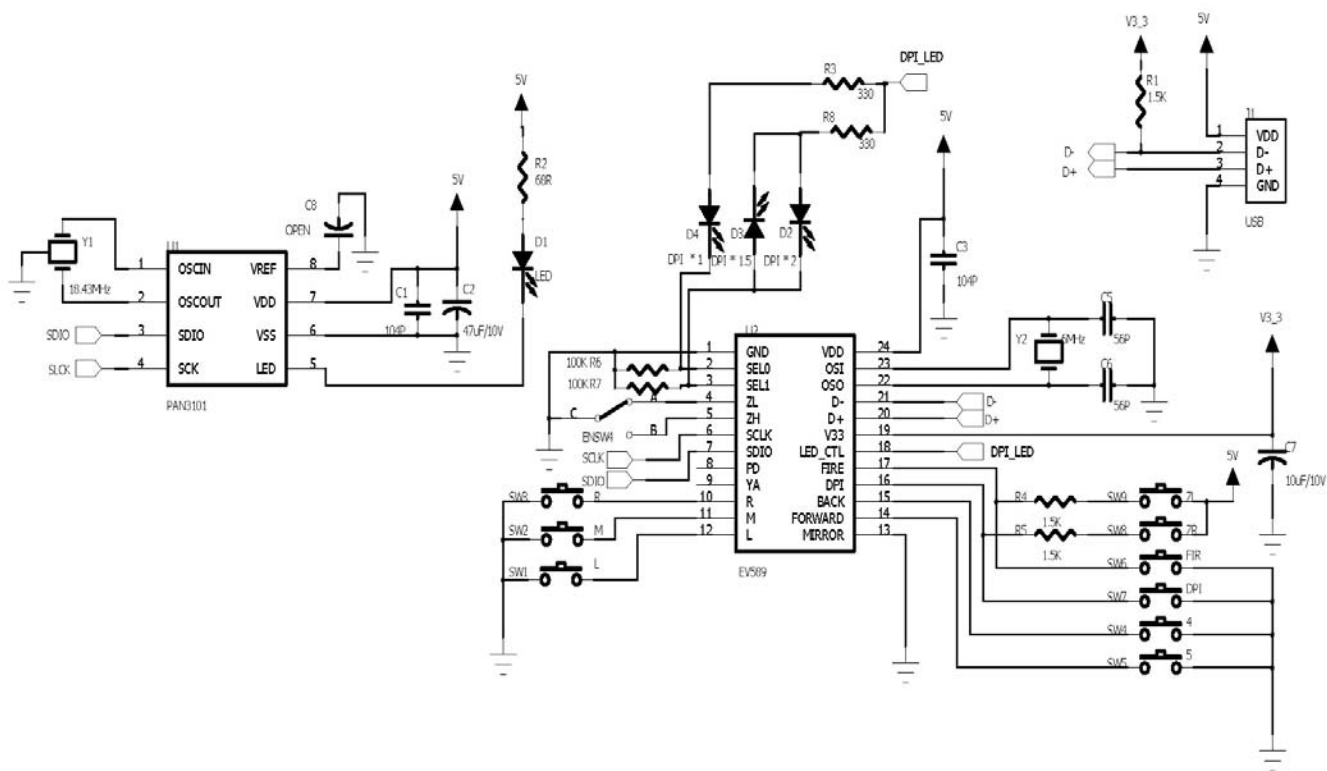 V3_3
5V
R1
1.5K
J1
1 VDD
D- 2 D-
D+ 3 D+
4 GND
USB
DPI_LED
R3
330
R8
330
5V
R2
68R
D1
LED
5V
C3
104P
D4
D3
D2
DPI * 1
DPI * 1.5
DPI * 2
5V
C8
OPEN
Y1
18.43MHz
U1
1 OSCIN VREF 8
2 OSCOUT VDD 7
SDIO 3 SDIO VSS 6
SLCK 4 SCK LED 5
PAN3101
C1
104P
C2
47uF/10V
U2
1 GND VDD 24
2 SEL0 OSI 23
3 SEL1 OSO 22
4 ZL D- 21
5 ZH D+ 20
6 SCLK V33 19
7 SDIO LED_CTL 18
8 PD FIRE 17
9 YA DPI 16
10 R BACK 15
11 M FORWARD 14
12 L MIRROR 13
EV589
100K R6
100K R7
A
C
B
ENSW4
SCLK
SDIO
SW3 R
SW2 M
SW1 L
Y2
6MHz
C5
56P
C6
56P
V3_3
D-
D+
DPI_LED
C7
10uF/10V
5V
R4
1.5K
SW9
7L
R5
1.5K
SW8
7R
SW6 FIR
SW7 DPI
SW4 4
SW5 5